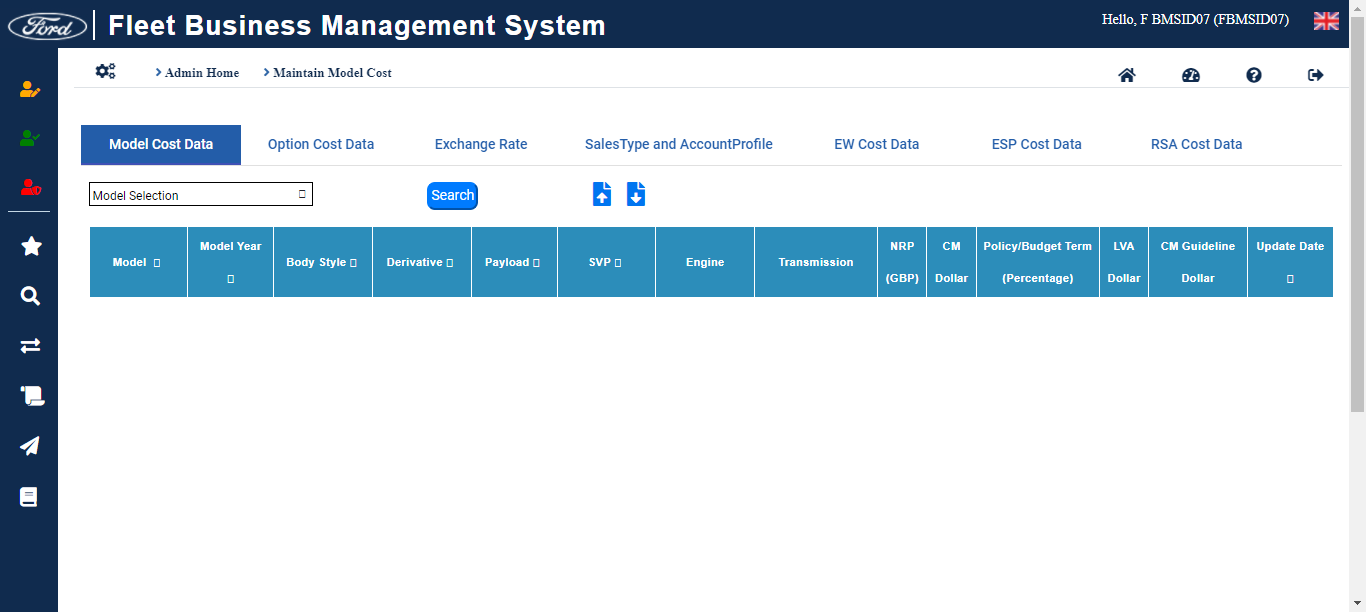 Ford Fleet Business Management System
Hello, F BMSID07 (FBMSID07)
Admin Home Maintain Model Cost
Model Cost Data Option Cost Data Exchange Rate SalesType and AccountProfile EW Cost Data ESP Cost Data RSA Cost Data
Model Selection Search
Model Year NRP CM Policy/Budget Term LVA CM Guideline Update Date
Model Body Style Derivative Payload SVP Engine Transmission
(GBP) Dollar (Percentage) Dollar Dollar